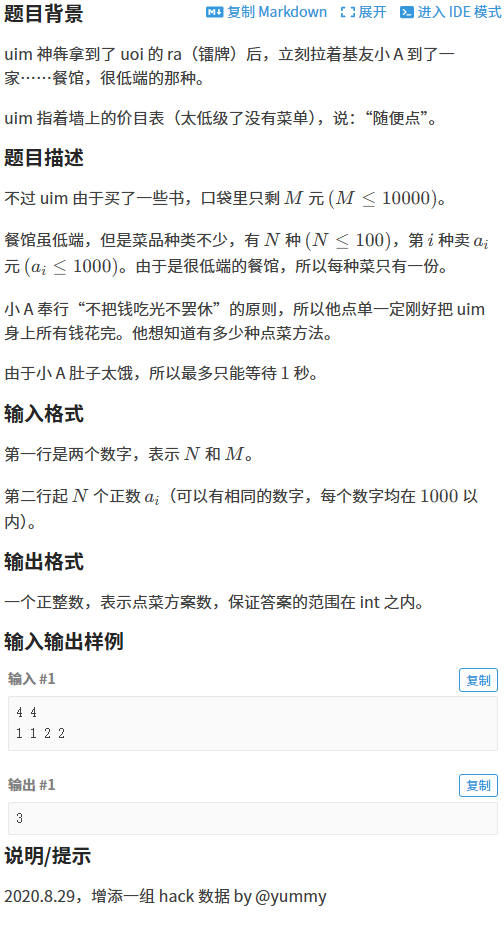 题目背景 复制 Markdown 展开 进入 IDE 模式
uim 神犇拿到了 uoi 的 ra（镭牌）后，立刻拉着基友小 A 到了一
家……餐馆，很低端的那种。
uim 指着墙上的价目表（太低级了没有菜单），说：“随便点”。
题目描述
不过 uim 由于买了一些书，口袋里只剩 M 元 (M ≤ 10000)。
餐馆虽低端，但是菜品种类不少，有 N 种 (N ≤ 100)，第 i 种卖 aᵢ
元 (aᵢ ≤ 1000)。由于是很低端的餐馆，所以每种菜只有一份。
小 A 奉行“不把钱吃光不罢休”的原则，所以他点单一定刚好把 uim
身上所有钱花完。他想知道有多少种点菜方法。
由于小 A 肚子太饿，所以最多只能等待 1 秒。
输入格式
第一行是两个数字，表示 N 和 M。
第二行起 N 个正数 aᵢ（可以有相同的数字，每个数字均在 1000 以
内）。
输出格式
一个正整数，表示点菜方案数，保证答案的范围在 int 之内。
输入输出样例
输入 #1 复制
4 4
1 1 2 2
输出 #1 复制
3
说明/提示
2020.8.29，增添一组 hack 数据 by @yummy